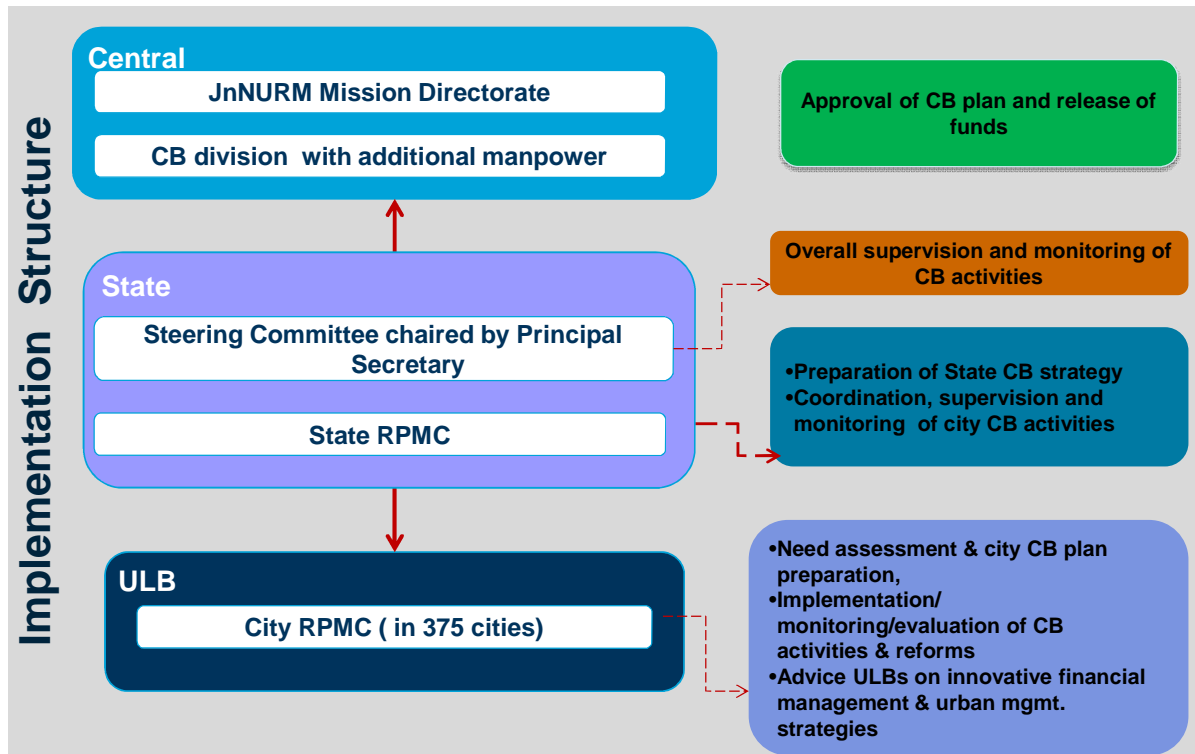 Implementation Structure
Central
JnNURM Mission Directorate
CB division with additional manpower
Approval of CB plan and release of
funds
State
Steering Committee chaired by Principal
Secretary
State RPMC
Overall supervision and monitoring of
CB activities
•Preparation of State CB strategy
•Coordination, supervision and
monitoring of city CB activities
ULB
City RPMC ( in 375 cities)
•Need assessment & city CB plan
preparation,
•Implementation/
monitoring/evaluation of CB
activities & reforms
•Advice ULBs on innovative financial
management & urban mgmt.
strategies